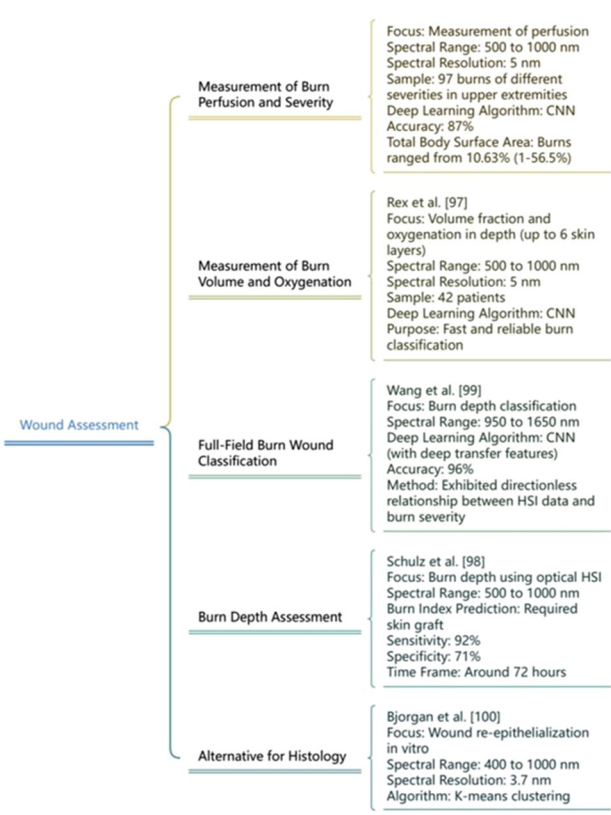 Wound Assessment
Measurement of Burn
Perfusion and Severity
Focus: Measurement of perfusion
Spectral Range: 500 to 1000 nm
Spectral Resolution: 5 nm
Sample: 97 burns of different
severities in upper extremities
Deep Learning Algorithm: CNN
Accuracy: 87%
Total Body Surface Area: Burns
ranged from 10.63% (1-56.5%)
Measurement of Burn
Volume and Oxygenation
Rex et al. [97]
Focus: Volume fraction and
oxygenation in depth (up to 6 skin
layers)
Spectral Range: 500 to 1000 nm
Spectral Resolution: 5 nm
Sample: 42 patients
Deep Learning Algorithm: CNN
Purpose: Fast and reliable burn
classification
Full-Field Burn Wound
Classification
Wang et al. [99]
Focus: Burn depth classification
Spectral Range: 950 to 1650 nm
Deep Learning Algorithm: CNN
(with deep transfer features)
Accuracy: 96%
Method: Exhibited directionless
relationship between HSI data and
burn severity
Burn Depth Assessment
Schulz et al. [98]
Focus: Burn depth using optical HSI
Spectral Range: 500 to 1000 nm
Burn Index Prediction: Required
skin graft
Sensitivity: 92%
Specificity: 71%
Time Frame: Around 72 hours
Alternative for Histology
Bjorgan et al. [100]
Focus: Wound re-epithelialization
in vitro
Spectral Range: 400 to 1000 nm
Spectral Resolution: 3.7 nm
Algorithm: K-means clustering